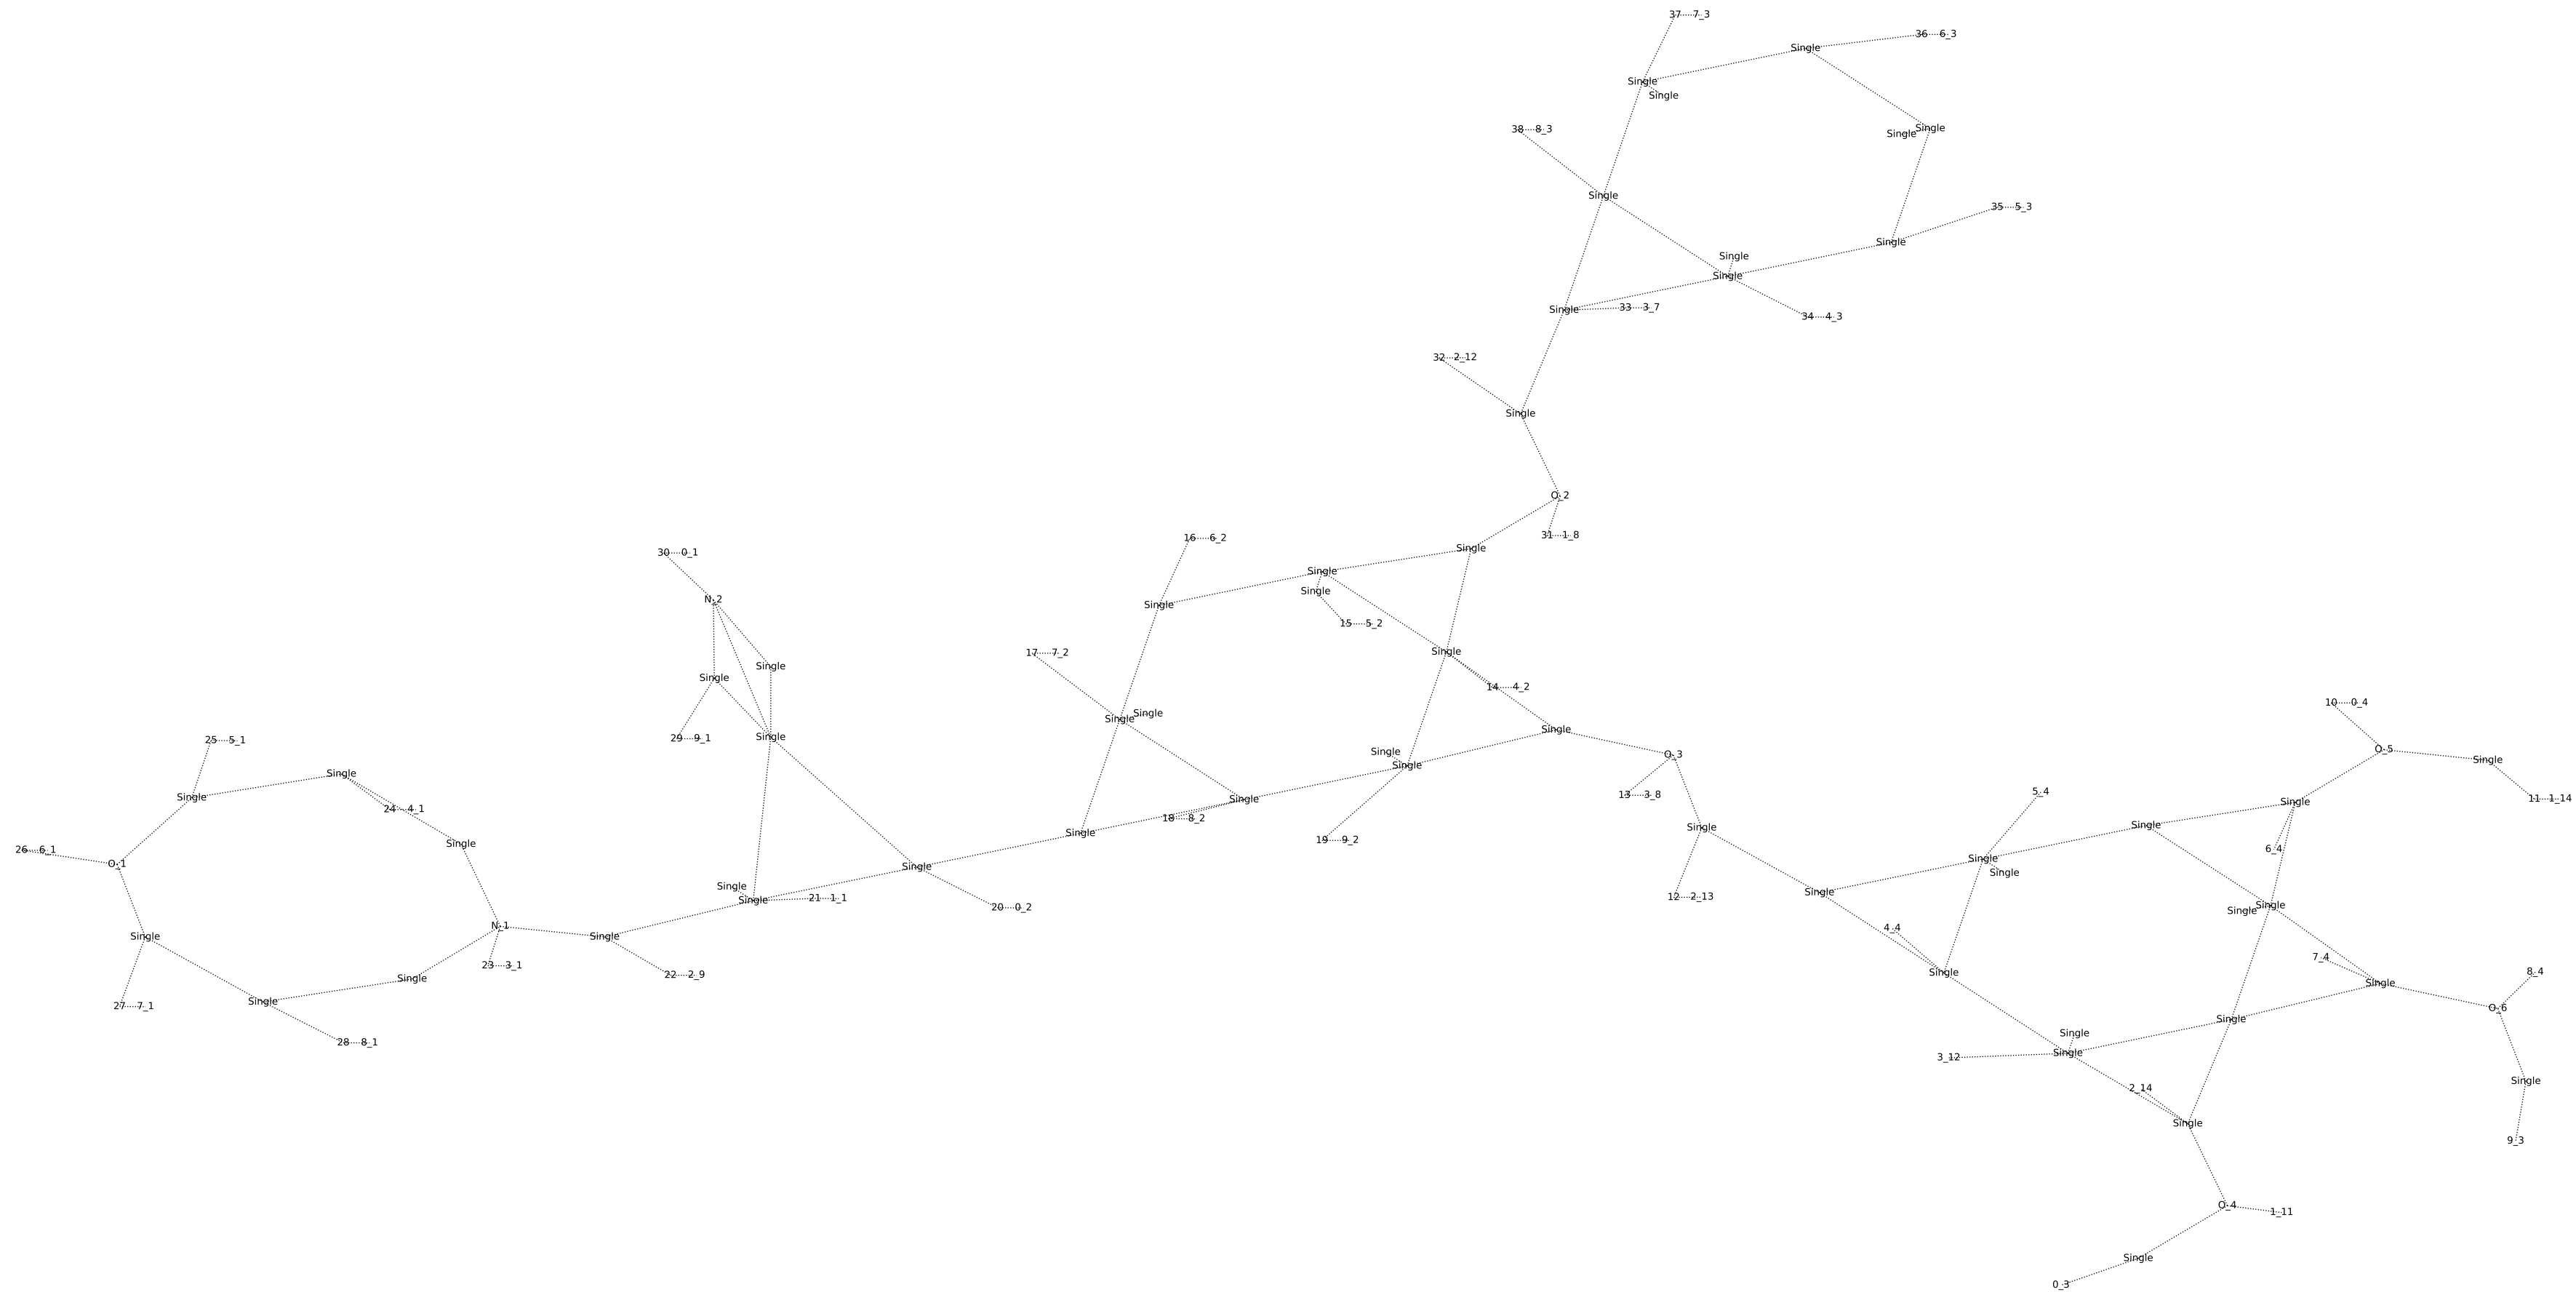 37 7_3
36 6_3
Single
Single
Single
Single
Single
38 8_3
Single
35 5_3
Single
Single
Single
33 3_7
Single
34 4_3
32 2_12
Single
O_2
31 1_8
16 6_2
Single
30 0_1
Single
Single
N_2
Single
15 5_2
17 7_2
Single
Single
Single
14 4_2
10 0_4
Single
Single
Single
Single
29 9_1
25 5_1
O_5
Single
O_3
Single
Single
Single
5_4
13 3_8
Single
Single
11 1_14
Single
24 4_1
18 8_2
Single
Single
Single
19 9_2
Single
6_4
26 6_1
Single
O_1
Single
Single
Single
Single
Single
21 1_1
12 2_13
Single
20 0_2
Single
Single
N_1
4_4
Single
Single
7_4
23 3_1
22 2_9
Single
8_4
Single
Single
Single
27 7_1
O_6
Single
Single
28 8_1
Single
3_12
Single
2_14
Single
9_3
O_4
1_11
Single
0_3